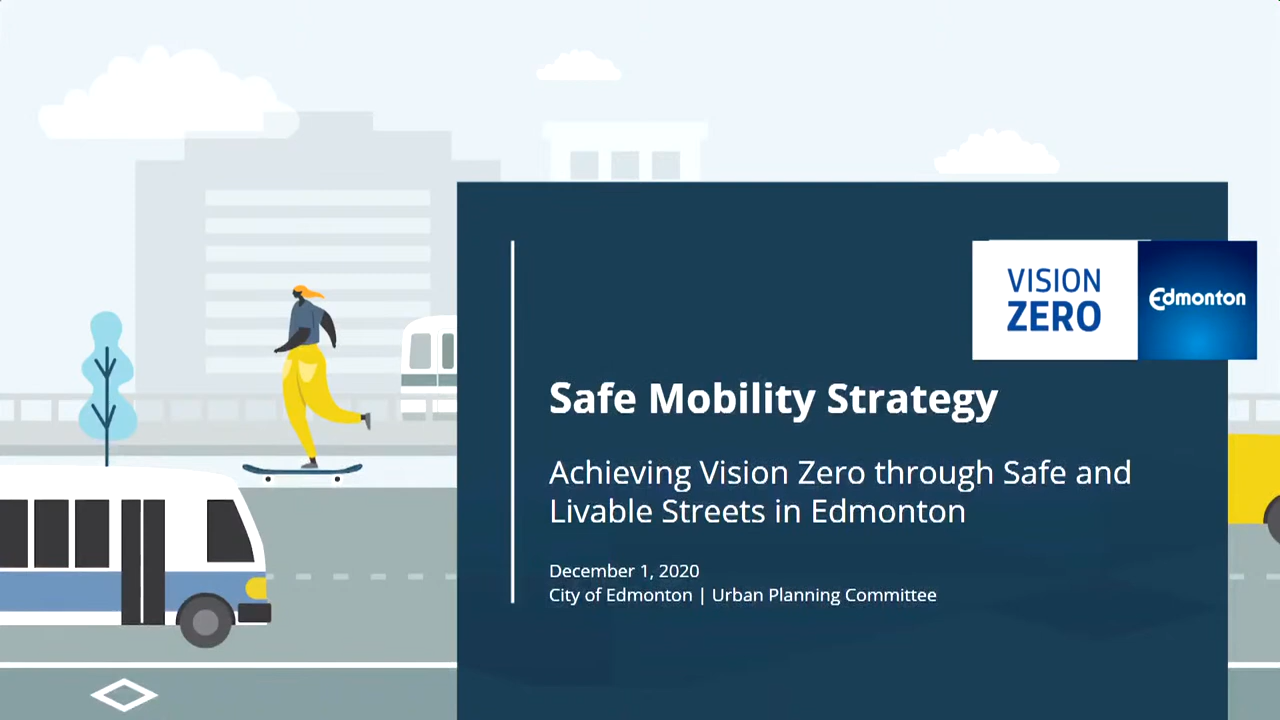 VISION
ZERO
Edmonton
Safe Mobility Strategy
Achieving Vision Zero through Safe and
Livable Streets in Edmonton
December 1, 2020
City of Edmonton | Urban Planning Committee